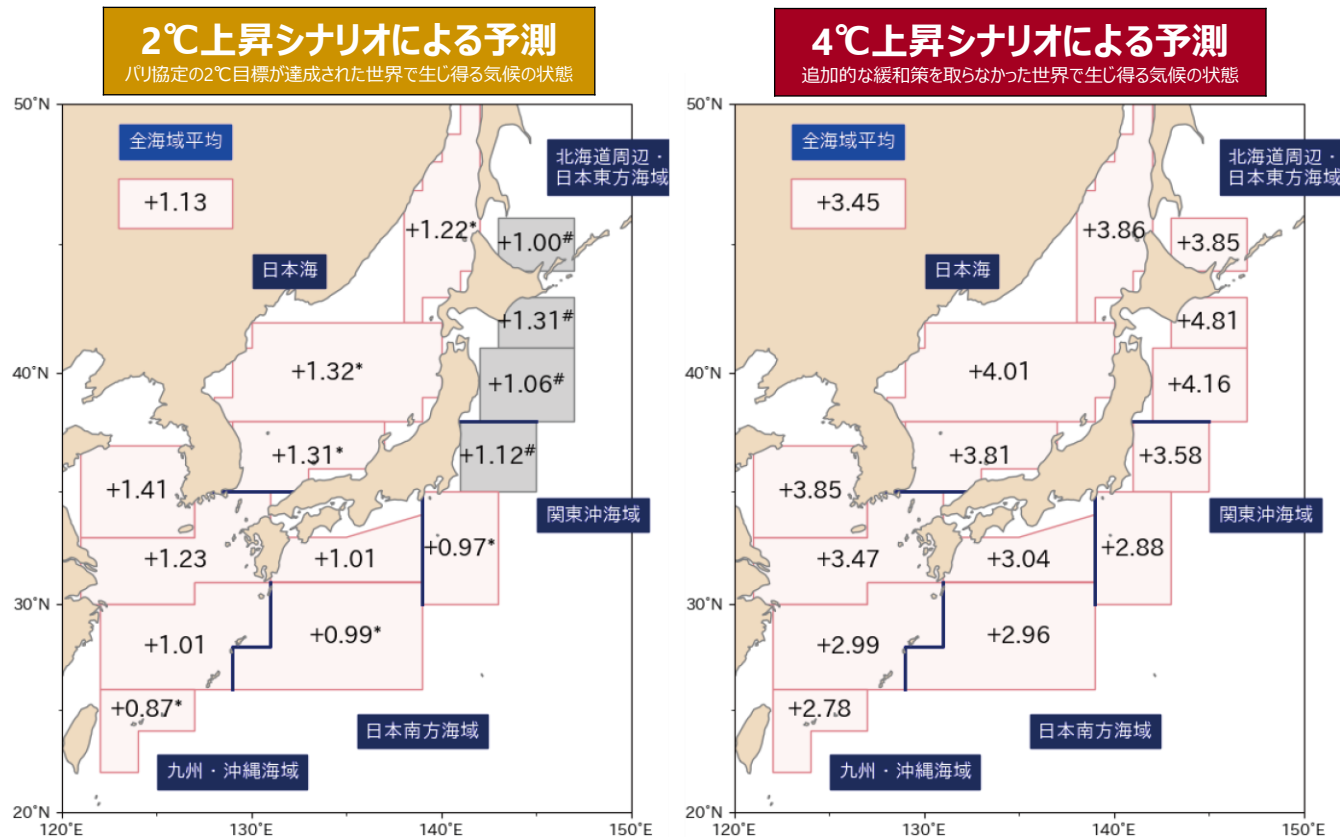 2℃上昇シナリオによる予測
パリ協定の2℃目標が達成された世界で生じ得る気候の状態
50°N
全海域平均
+1.13
北海道周辺・
日本東方海域
+1.22*
+1.00#
日本海
+1.31#
40°N
+1.32*
+1.06#
+1.31*
+1.12#
+1.41
関東沖海域
+1.23
+1.01
+0.97*
30°N
+1.01
+0.99*
+0.87*
日本南方海域
九州・沖縄海域
20°N
120°E
130°E
140°E
150°E
4℃上昇シナリオによる予測
追加的な緩和策を取らなかった世界で生じ得る気候の状態
50°N
全海域平均
+3.45
北海道周辺・
日本東方海域
+3.86
+3.85
日本海
+4.81
40°N
+4.01
+4.16
+3.81
+3.58
+3.85
関東沖海域
+3.47
+3.04
+2.88
30°N
+2.99
+2.96
+2.78
日本南方海域
九州・沖縄海域
20°N
120°E
130°E
140°E
150°E